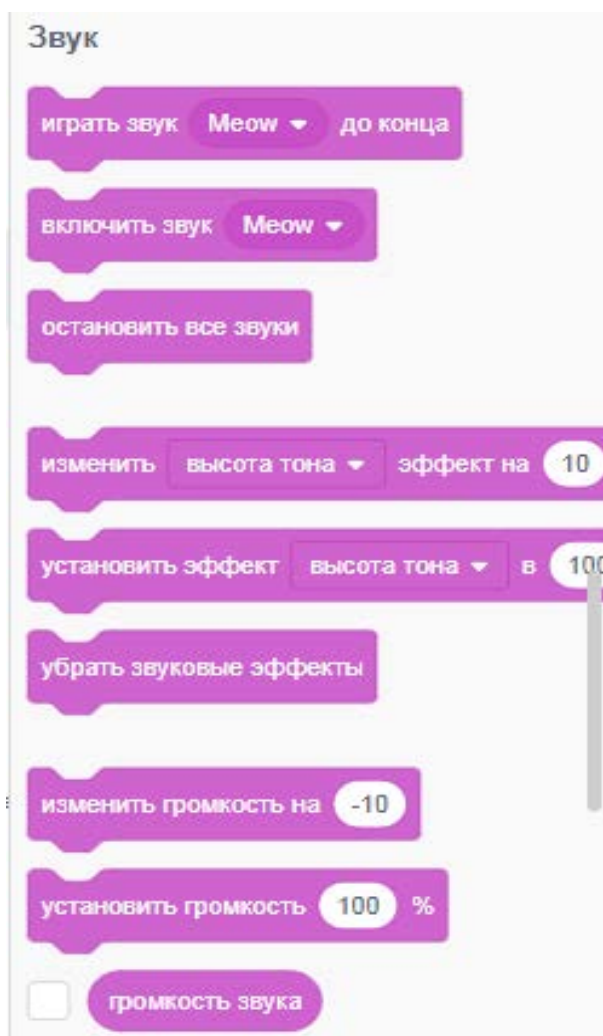 Звук
играть звук Meow до конца
включить звук Meow
остановить все звуки
изменить высота тона эффект на 10
установить эффект высота тона в 100
убрать звуковые эффекты
изменить громкость на -10
установить громкость 100 %
громкость звука